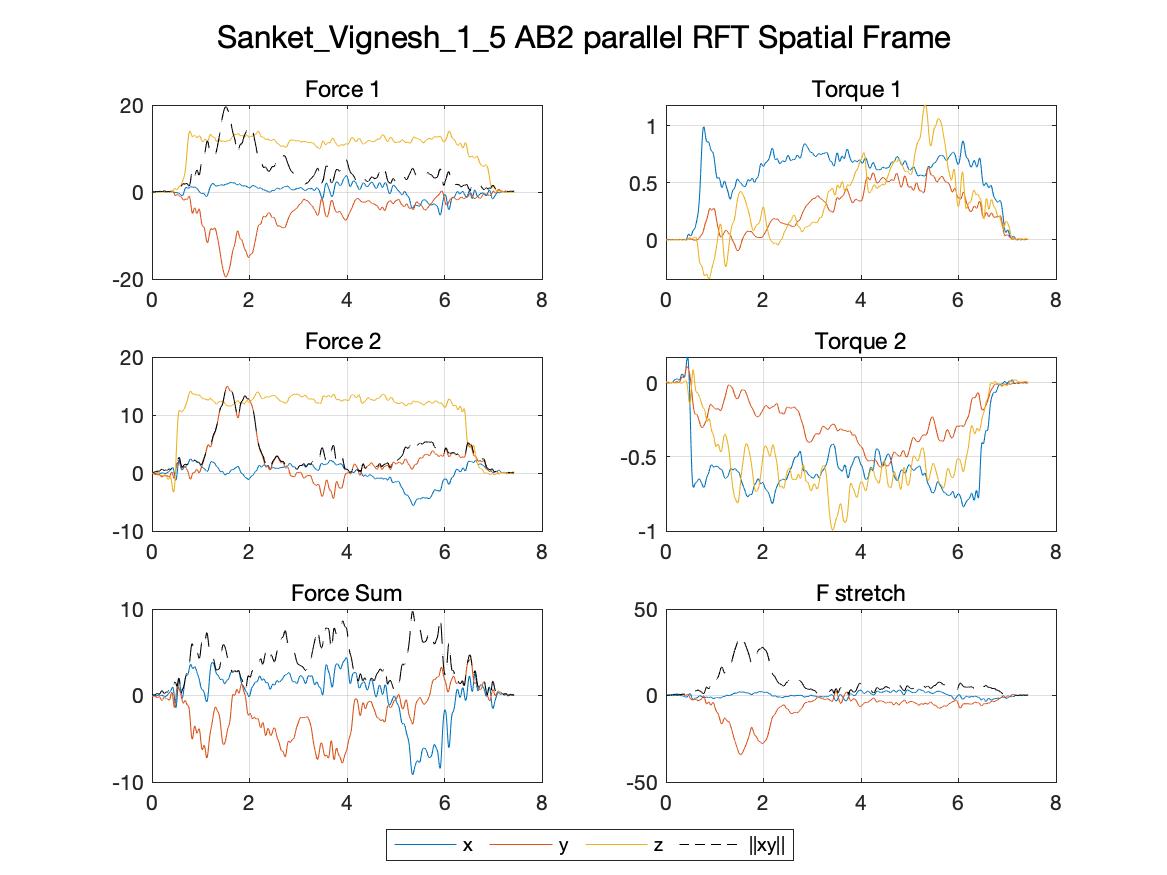 Sanket_Vignesh_1_5 AB2 parallel RFT Spatial Frame
Force 1
20
0
-20
0 2 4 6 8
Torque 1
1
0.5
0
0 2 4 6 8
Force 2
20
10
0
-10
0 2 4 6 8
Torque 2
0
-0.5
-1
0 2 4 6 8
Force Sum
10
0
-10
0 2 4 6 8
F stretch
50
0
-50
0 2 4 6 8
x y z ||xy||